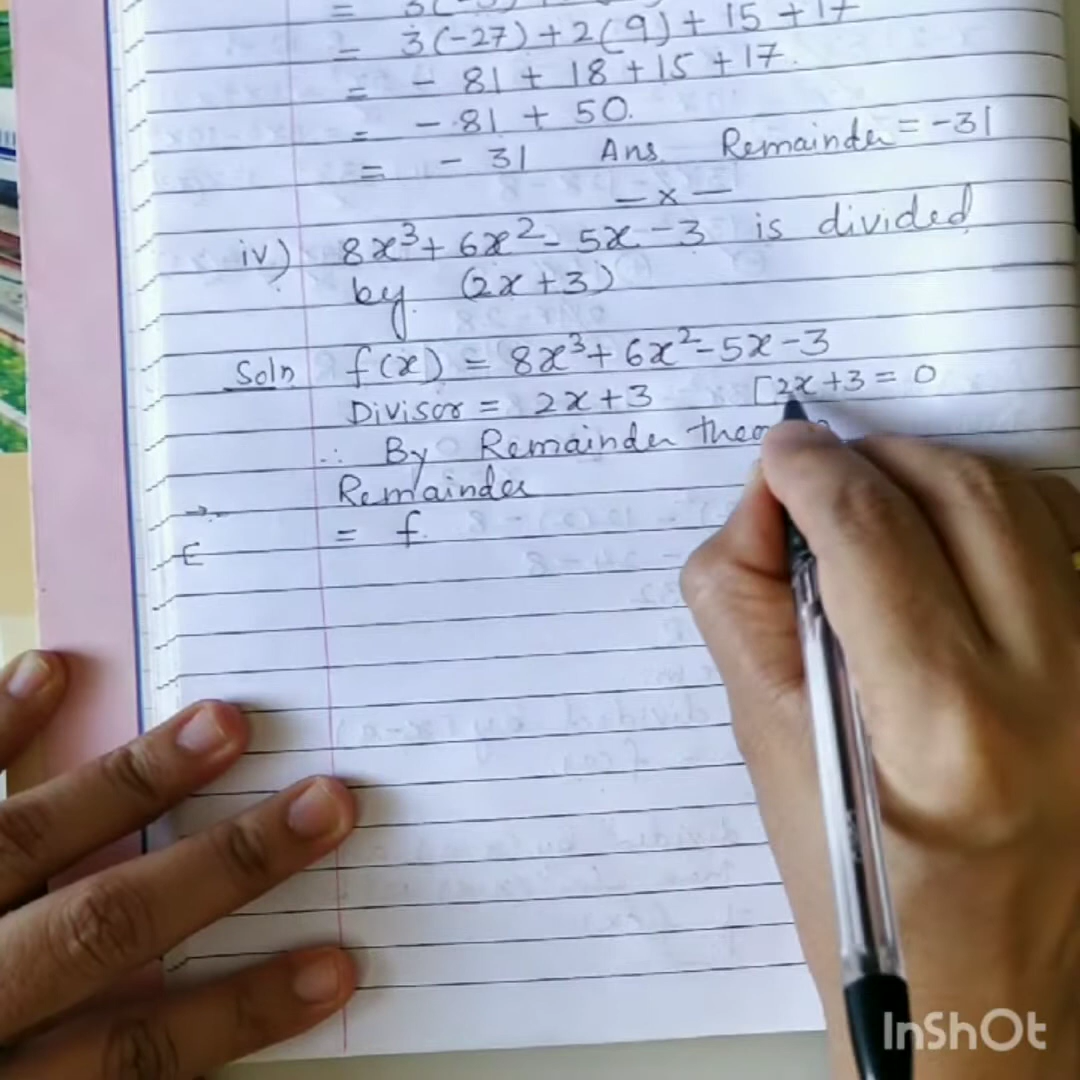 = 3(-
= 3(-27) + 2(9) + 15 + 17
= - 81 + 18 + 15 + 17.
= - 81 + 50.
= - 31 Ans. Remainder = -31
— x —
iv) 8x³ + 6x² - 5x - 3 is divided
by (2x + 3)
Soln f(x) = 8x³ + 6x² - 5x - 3
Divisor = 2x + 3 [2x + 3 = 0
∴ By Remainder
Remainder
= f
InShOt